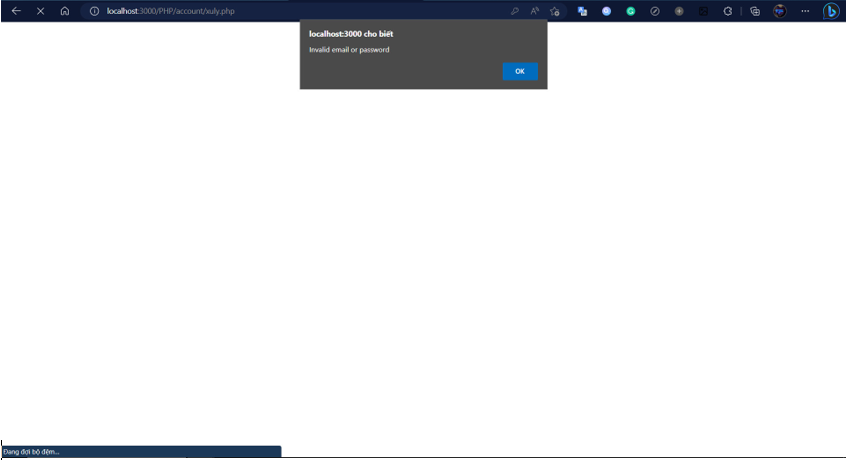 localhost:3000/PHP/account/xuly.php
localhost:3000 cho biết
Invalid email or password
OK
Đang đợi bộ đệm...